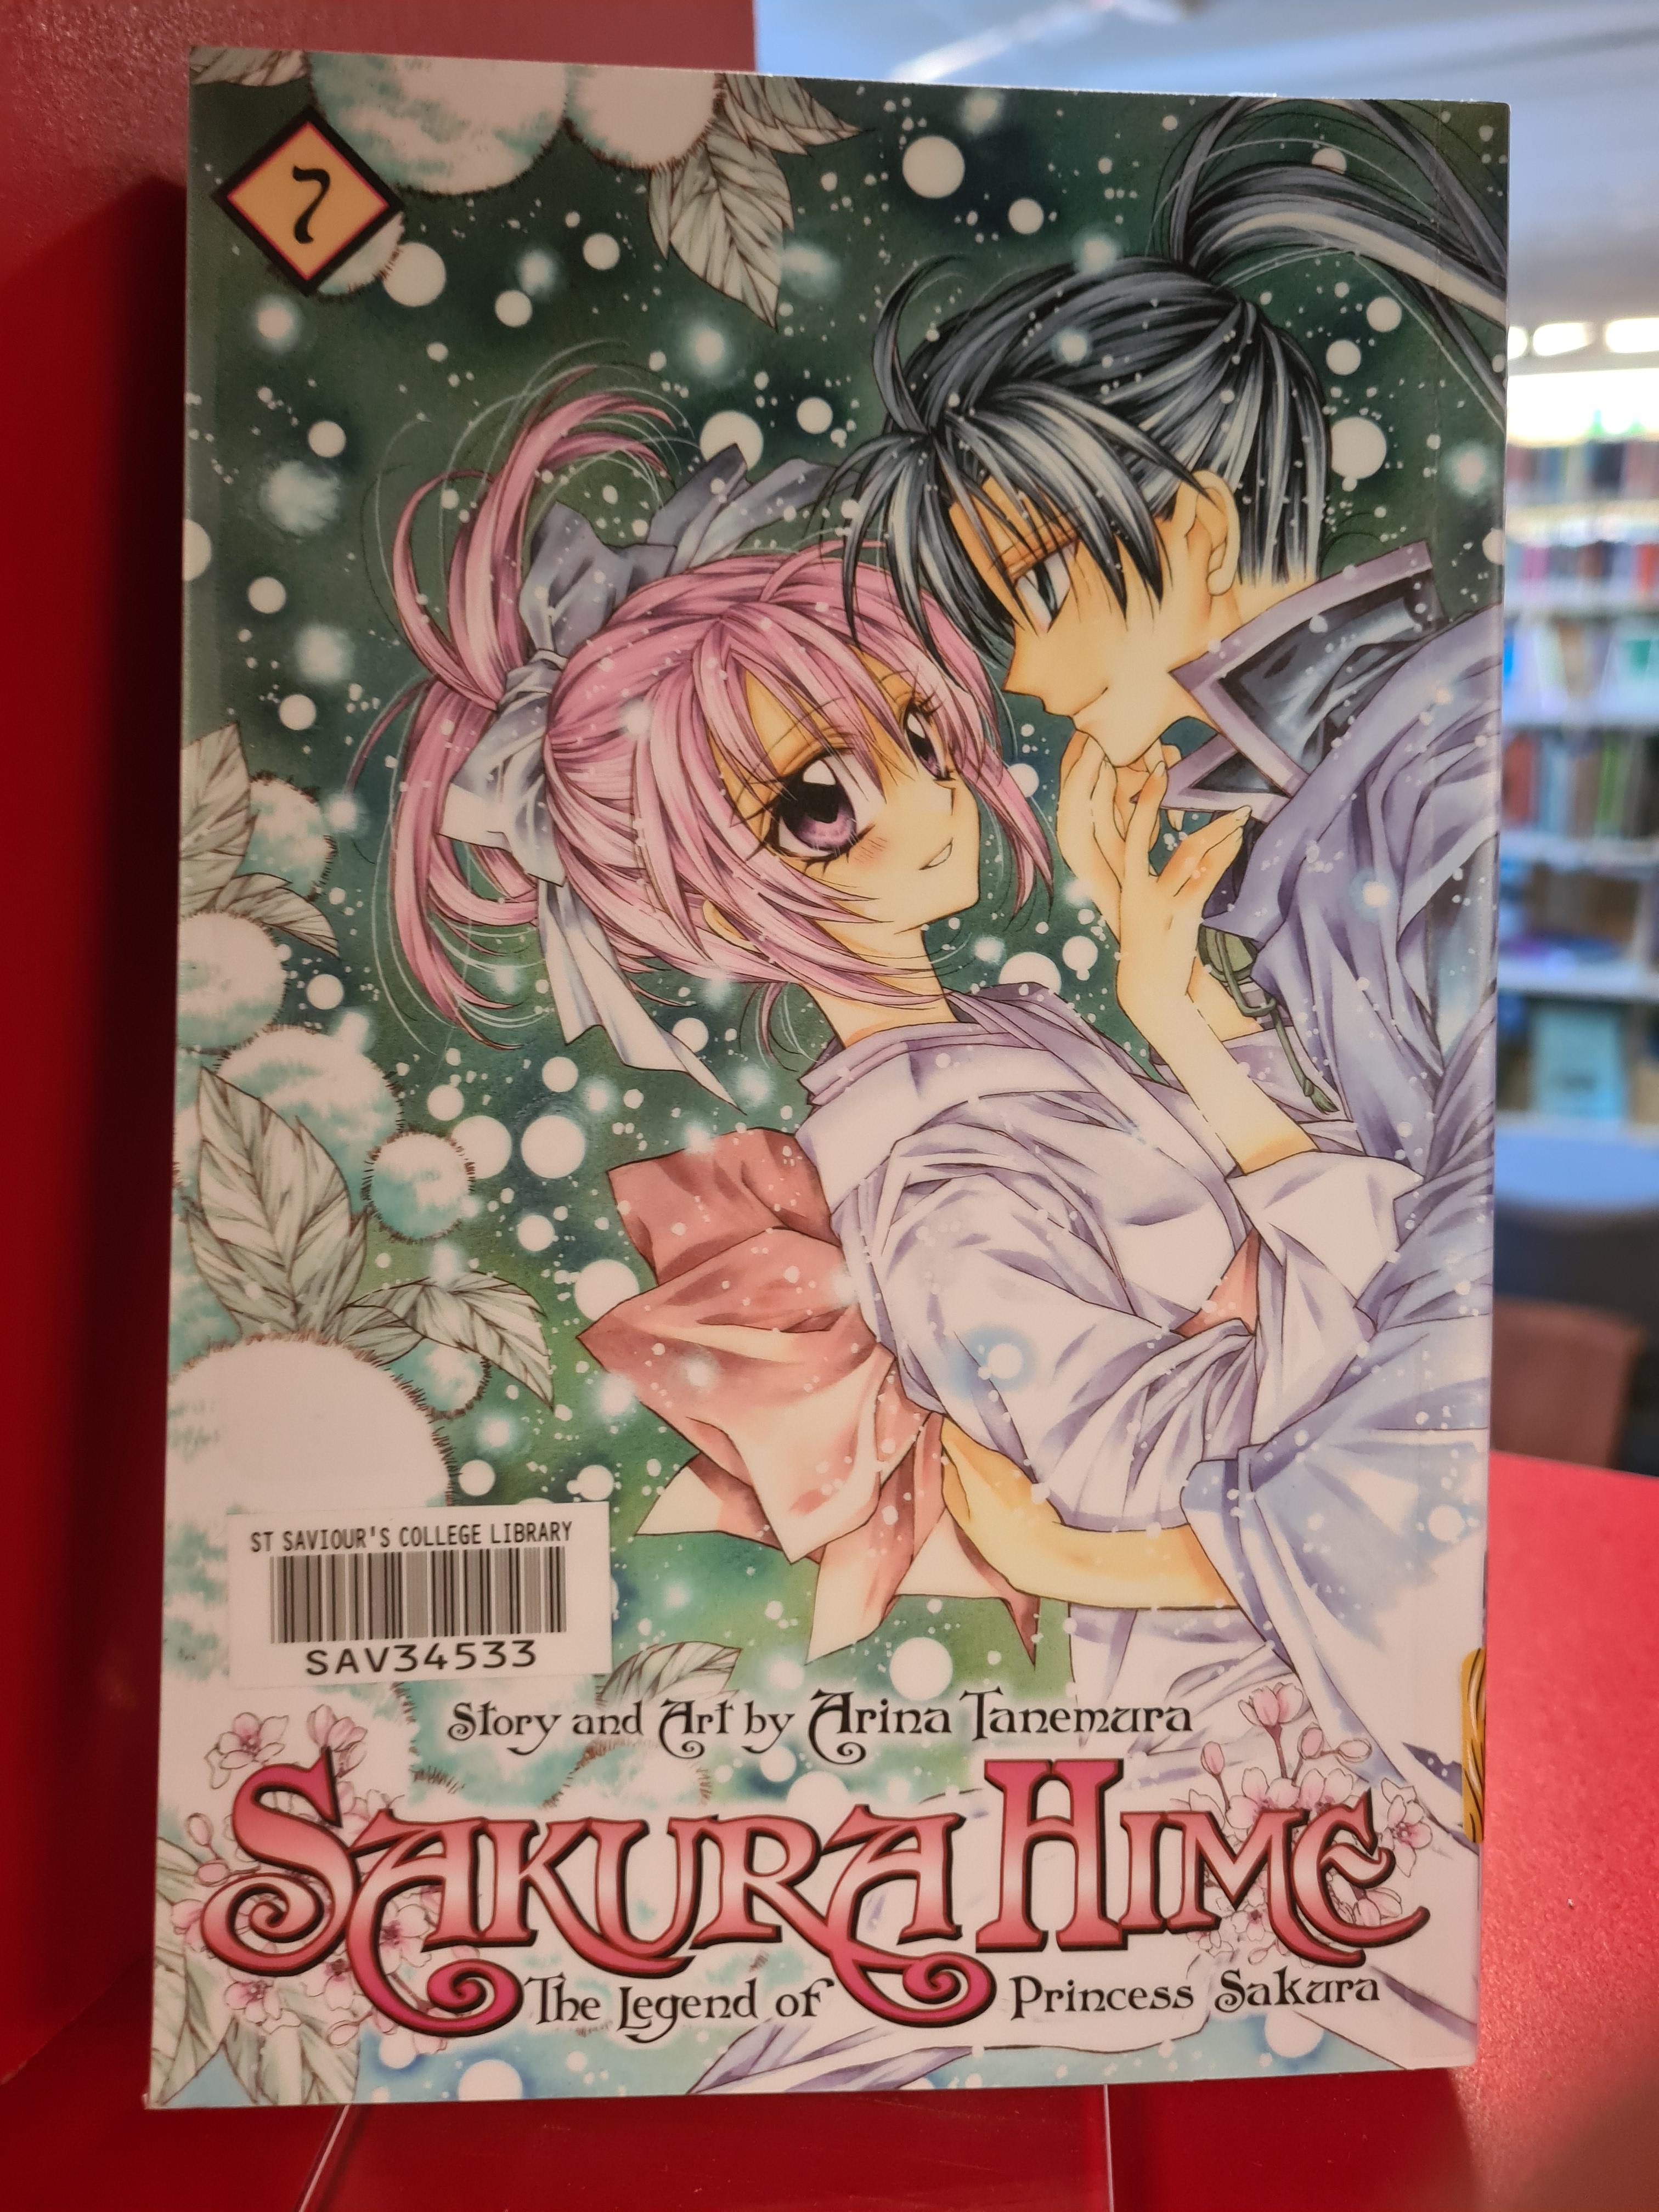 7
ST SAVIOUR'S COLLEGE LIBRARY
SAV34533
Story and Art by Arina Tanemura
SAKURA HIME
The Legend of Princess Sakura